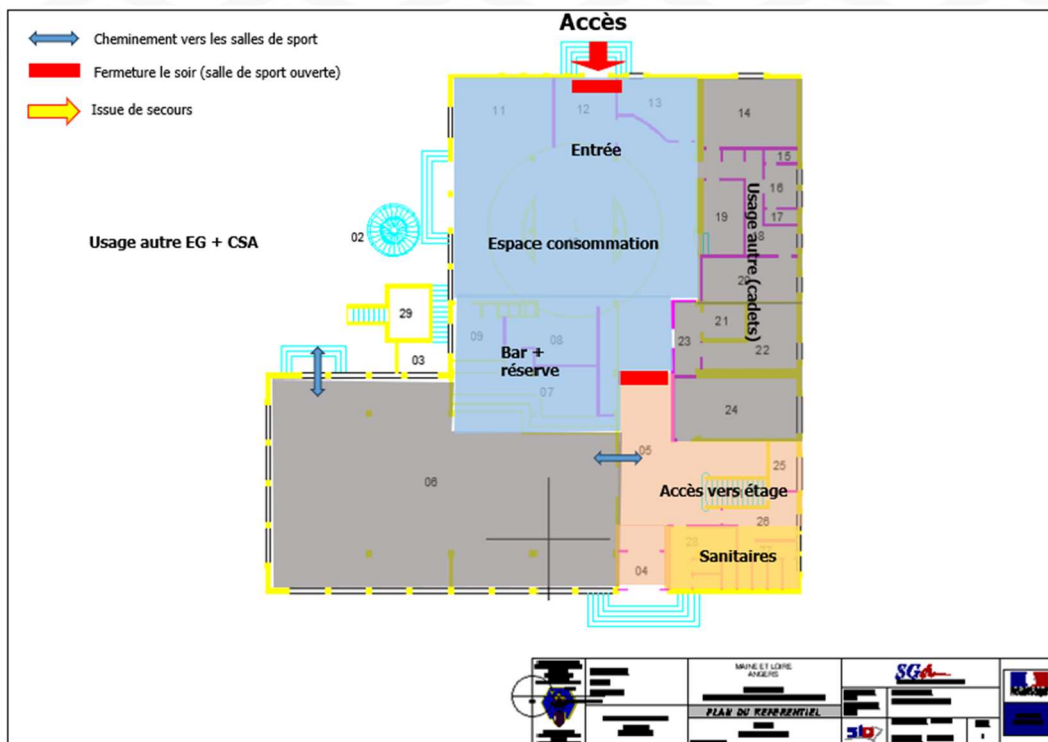 Accès
Cheminement vers les salles de sport
Fermeture le soir (salle de sport ouverte)
Issue de secours
11
12
13
14
Entrée
15
16
17
18
19
Usage autre (cadets)
Usage autre EG + CSA
02
Espace consommation
20
29
21
22
23
09
08
Bar +
réserve
03
07
24
05
06
25
Accès vers étage
26
28
Sanitaires
04
MAINE ET LOIRE
ANGERS
PLAN DU REFERENTIEL
SGA